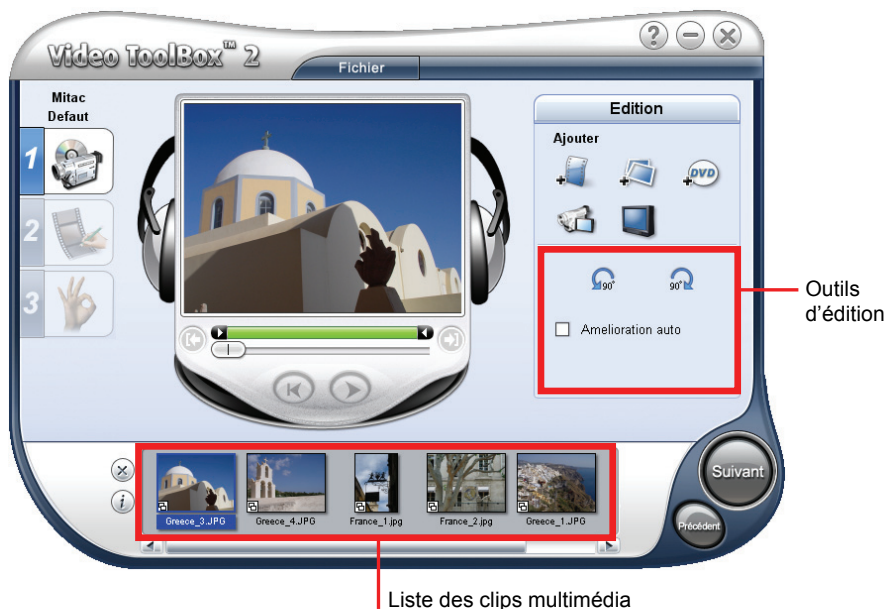 Video ToolBox™ 2
Fichier
Mitac
Defaut
1
2
3
Edition
Ajouter
DVD
90°
90°
Amelioration auto
Outils
d'édition
Greece_3.JPG
Greece_4.JPG
France_1.jpg
France_2.jpg
Greece_1.JPG
Suivant
Précédent
Liste des clips multimédia